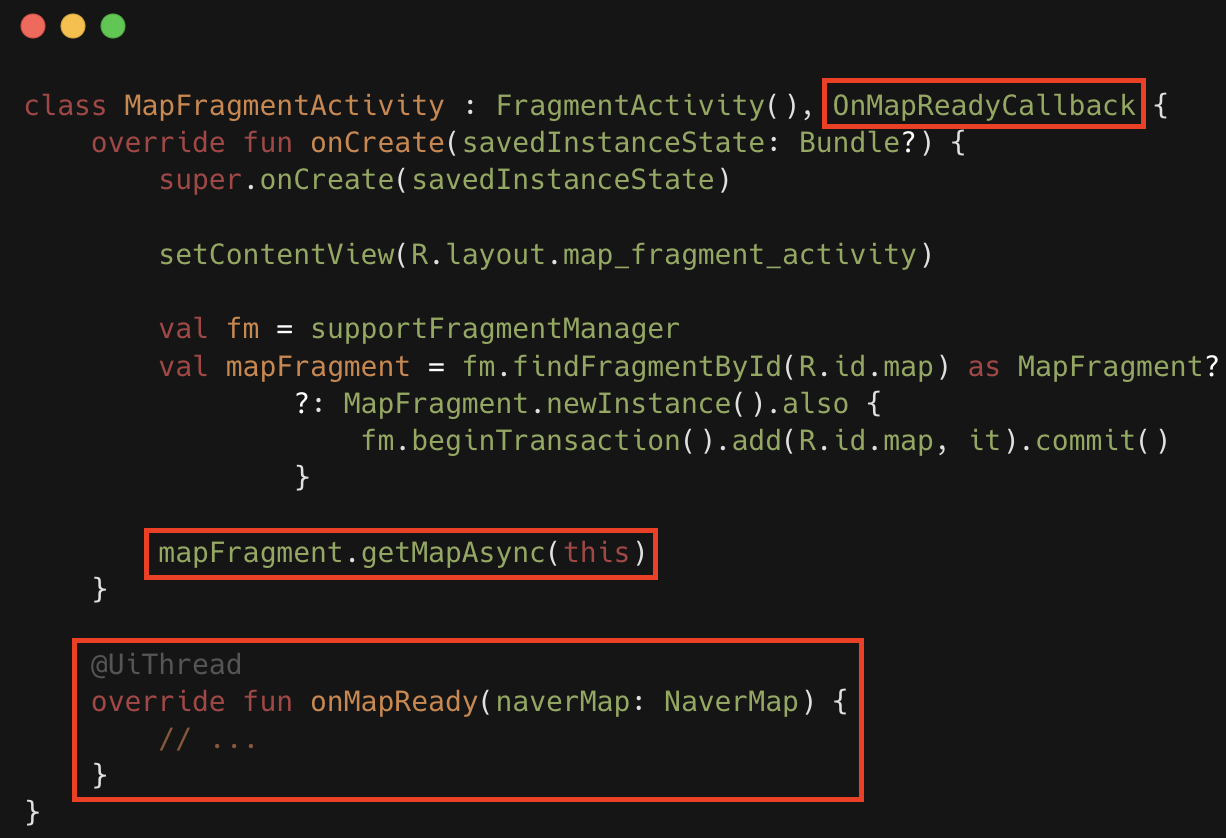 class MapFragmentActivity : FragmentActivity(), OnMapReadyCallback {
    override fun onCreate(savedInstanceState: Bundle?) {
        super.onCreate(savedInstanceState)

        setContentView(R.layout.map_fragment_activity)

        val fm = supportFragmentManager
        val mapFragment = fm.findFragmentById(R.id.map) as MapFragment?
                ?: MapFragment.newInstance().also {
                    fm.beginTransaction().add(R.id.map, it).commit()
                }

        mapFragment.getMapAsync(this)
    }

    @UiThread
    override fun onMapReady(naverMap: NaverMap) {
        // ...
    }
}